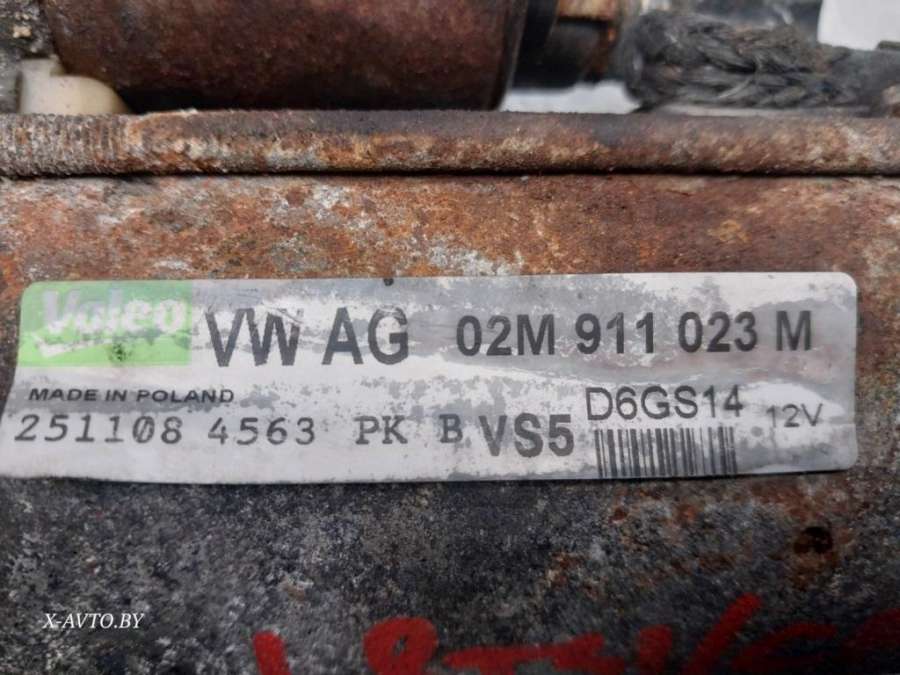 Valeo VW AG 02M 911 023 M
MADE IN POLAND D6GS14 12V
251108 4563 PK B VS5
X-AVTO.BY